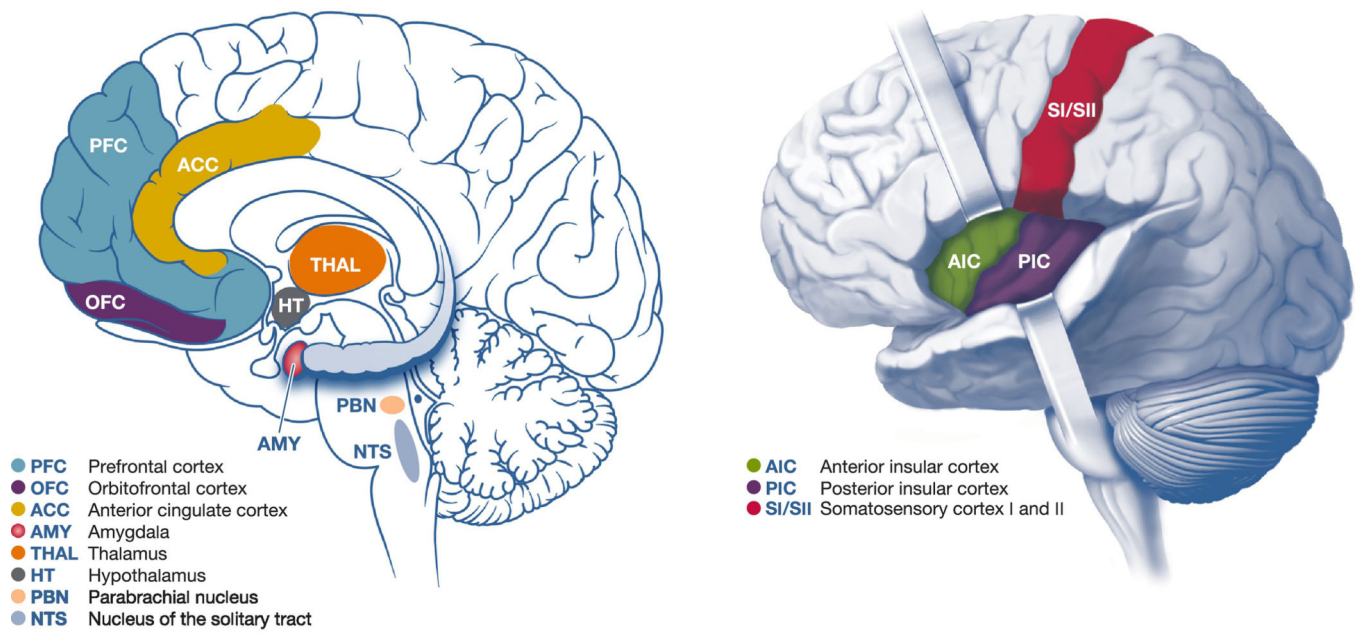 PFC
ACC
THAL
OFC
HT
PBN
AMY
NTS
PFC Prefrontal cortex
OFC Orbitofrontal cortex
ACC Anterior cingulate cortex
AMY Amygdala
THAL Thalamus
HT Hypothalamus
PBN Parabrachial nucleus
NTS Nucleus of the solitary tract
SI/SII
AIC
PIC
AIC Anterior insular cortex
PIC Posterior insular cortex
SI/SII Somatosensory cortex I and II